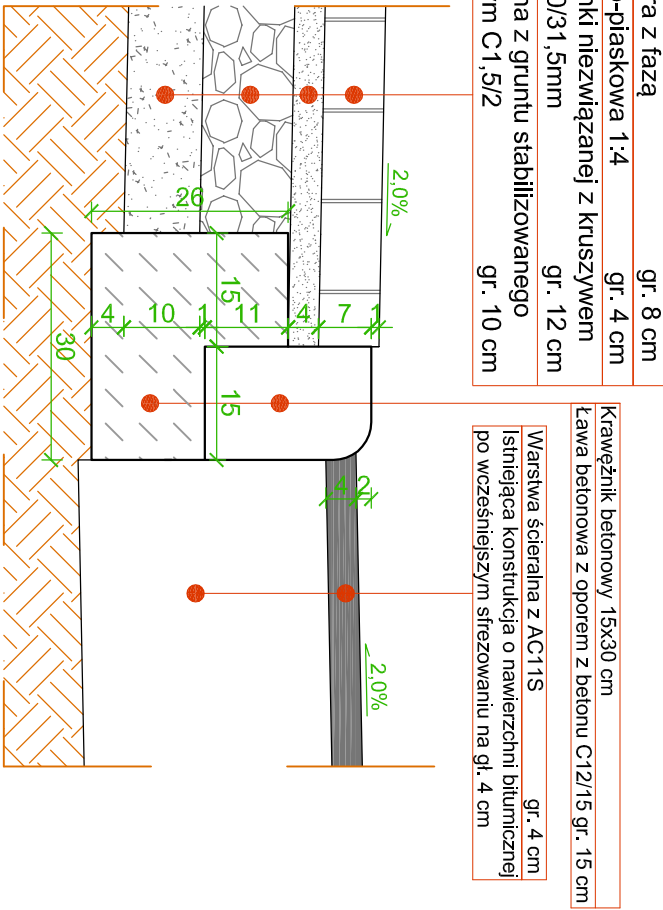 ra z fazą gr. 8 cm
-piaskowa 1:4 gr. 4 cm
nki niezwiązanej z kruszywem
0/31,5mm gr. 12 cm
na z gruntu stabilizowanego
m C1,5/2 gr. 10 cm
Krawężnik betonowy 15x30 cm
Ława betonowa z oporem z betonu C12/15 gr. 15 cm
Warstwa ścieralna z AC11S gr. 4 cm
Istniejąca konstrukcja o nawierzchni bitumicznej
po wcześniejszym sfrezowaniu na gł. 4 cm
2,0%
2,0%
26
15
4 10 1 11 4 7 1
30
15
4 2